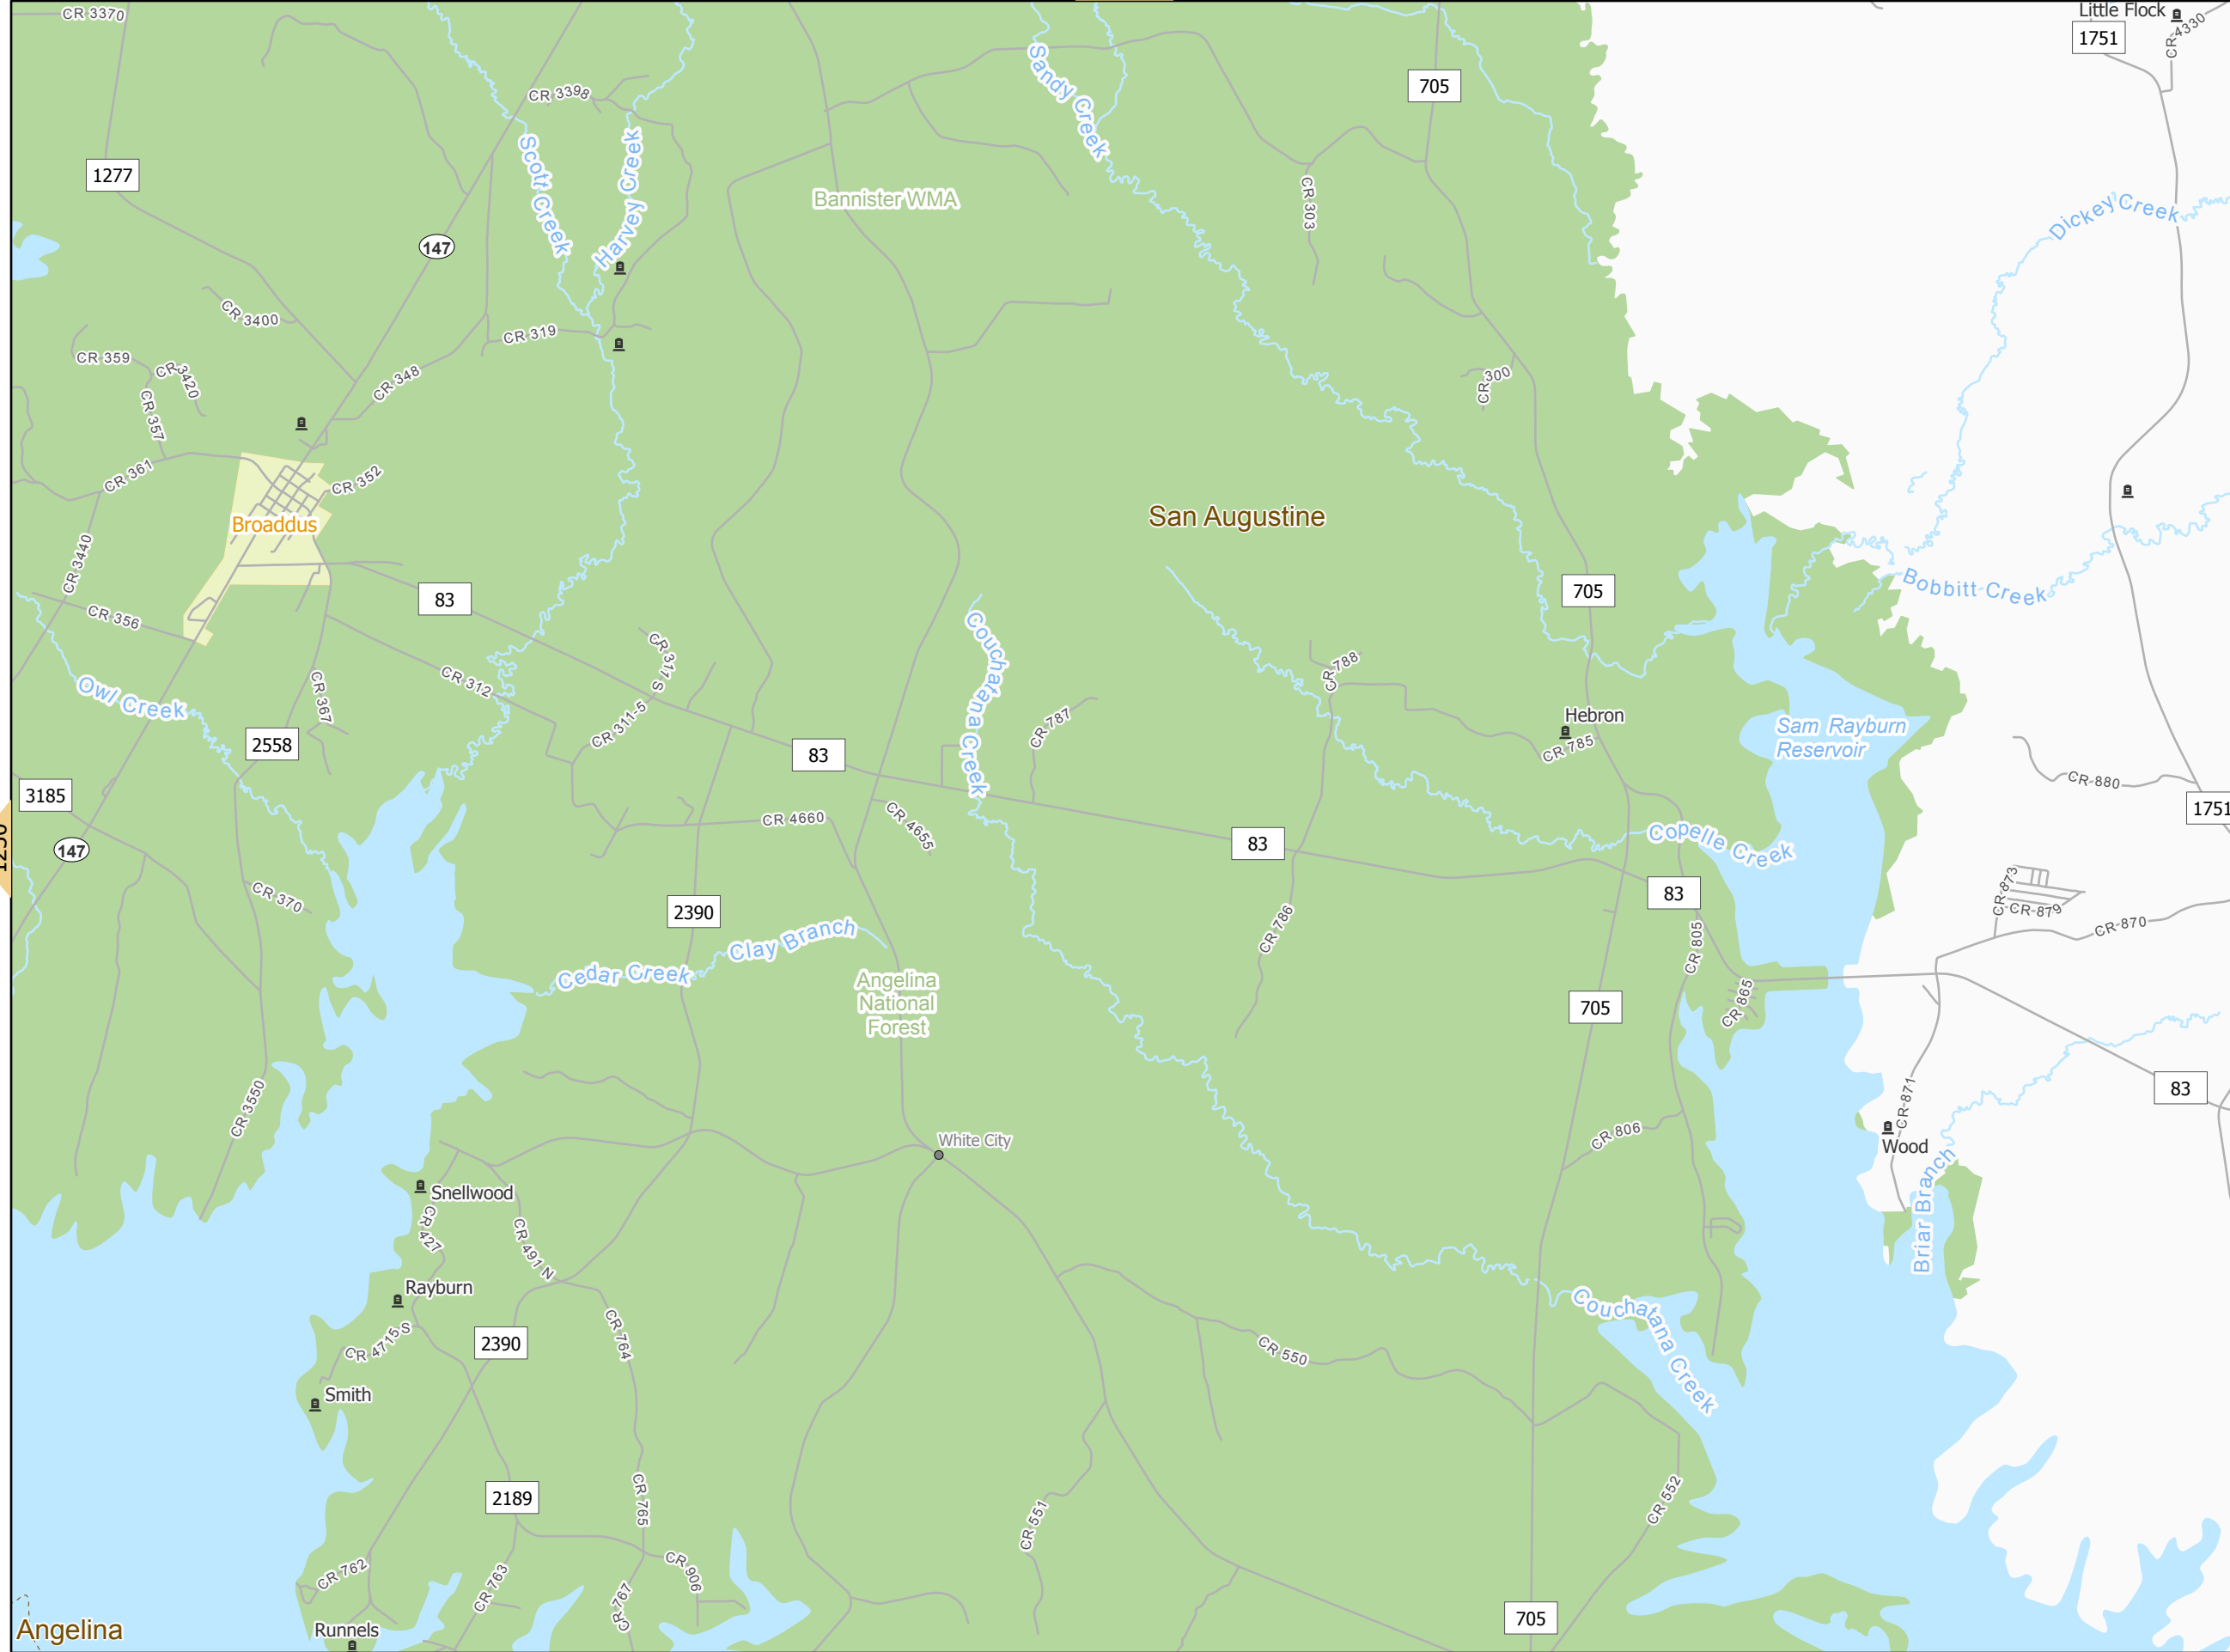 CR 3370
Little Flock
1751
CR 4330
Sandy Creek
705
CR 3398
Scott Creek
Harvey Creek
1277
Bannister WMA
CR 303
Dickey Creek
147
CR 3400
CR 319
CR 359
CR 3420
CR 348
CR 300
CR 357
CR 361
CR 352
Broaddus
San Augustine
CR 3440
83
705
Bobbitt Creek
CR 356
Couchatana Creek
CR 311 S
CR 788
Owl Creek
CR 312
CR 367
CR 311-5
CR 787
Hebron
CR 785
Sam Rayburn
Reservoir
2558
83
CR 880
3185
1751
147
CR 4660
CR 4655
83
Copelle Creek
CR 370
2390
83
CR 873
CR 879
CR 870
Clay Branch
CR 786
CR 805
Cedar Creek
Angelina
National
Forest
705
CR 865
CR 3550
83
CR 871
White City
CR 806
Wood
Briar Branch
Snellwood
CR 427
CR 491 N
Rayburn
Couchatana Creek
CR 4715 S
2390
CR 764
CR 550
Smith
2189
CR 765
CR 551
CR 552
CR 762
CR 763
CR 767
CR 906
705
Angelina
Runnels